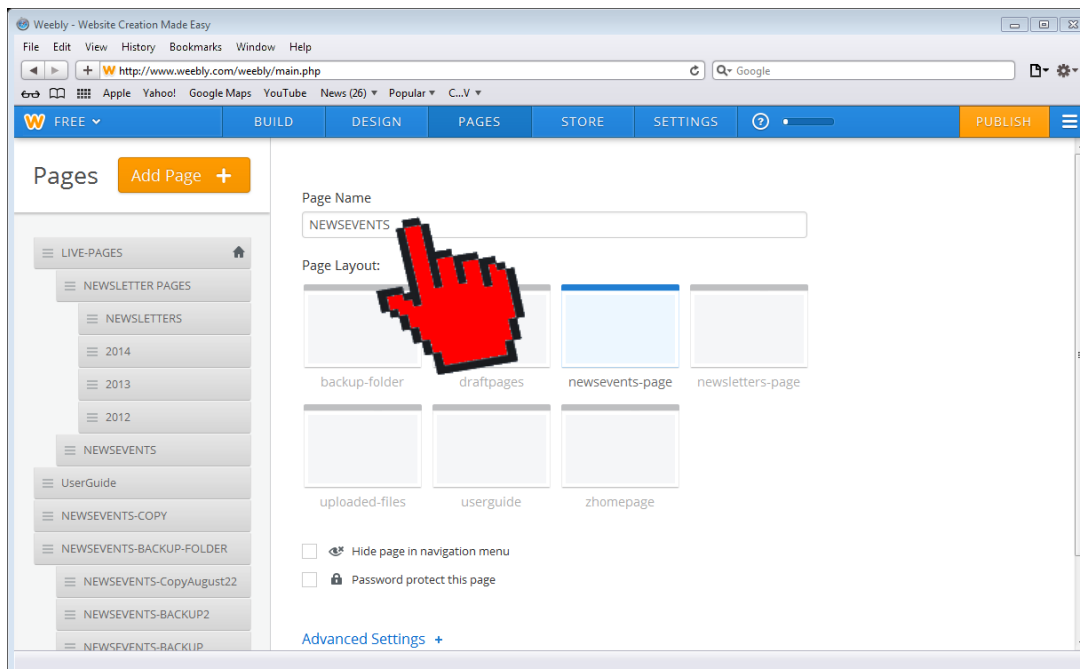 Weebly - Website Creation Made Easy
File Edit View History Bookmarks Window Help
http://www.weebly.com/weebly/main.php
Google
Apple Yahoo! Google Maps YouTube News (26) Popular C...V
W FREE BUILD DESIGN PAGES STORE SETTINGS ? PUBLISH
Pages
Add Page +
LIVE-PAGES
NEWSLETTER PAGES
NEWSLETTERS
2014
2013
2012
NEWSEVENTS
UserGuide
NEWSEVENTS-COPY
NEWSEVENTS-BACKUP-FOLDER
NEWSEVENTS-CopyAugust22
NEWSEVENTS-BACKUP2
NEWSEVENTS-BACKUP
Page Name
NEWSEVENTS
Page Layout:
backup-folder draftpages newsevents-page newsletters-page
uploaded-files userguide zhomepage
Hide page in navigation menu
Password protect this page
Advanced Settings +